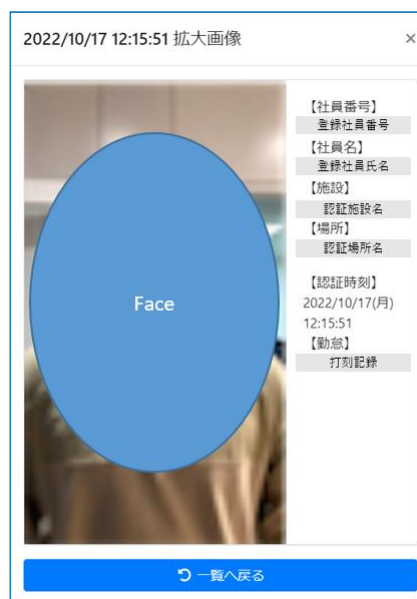 2022/10/17 12:15:51 拡大画像 ×
Face
【社員番号】
登録社員番号
【社員名】
登録社員氏名
【施設】
認証施設名
【場所】
認証場所名
【認証時刻】
2022/10/17(月)
12:15:51
【勤怠】
打刻記録
一覧へ戻る